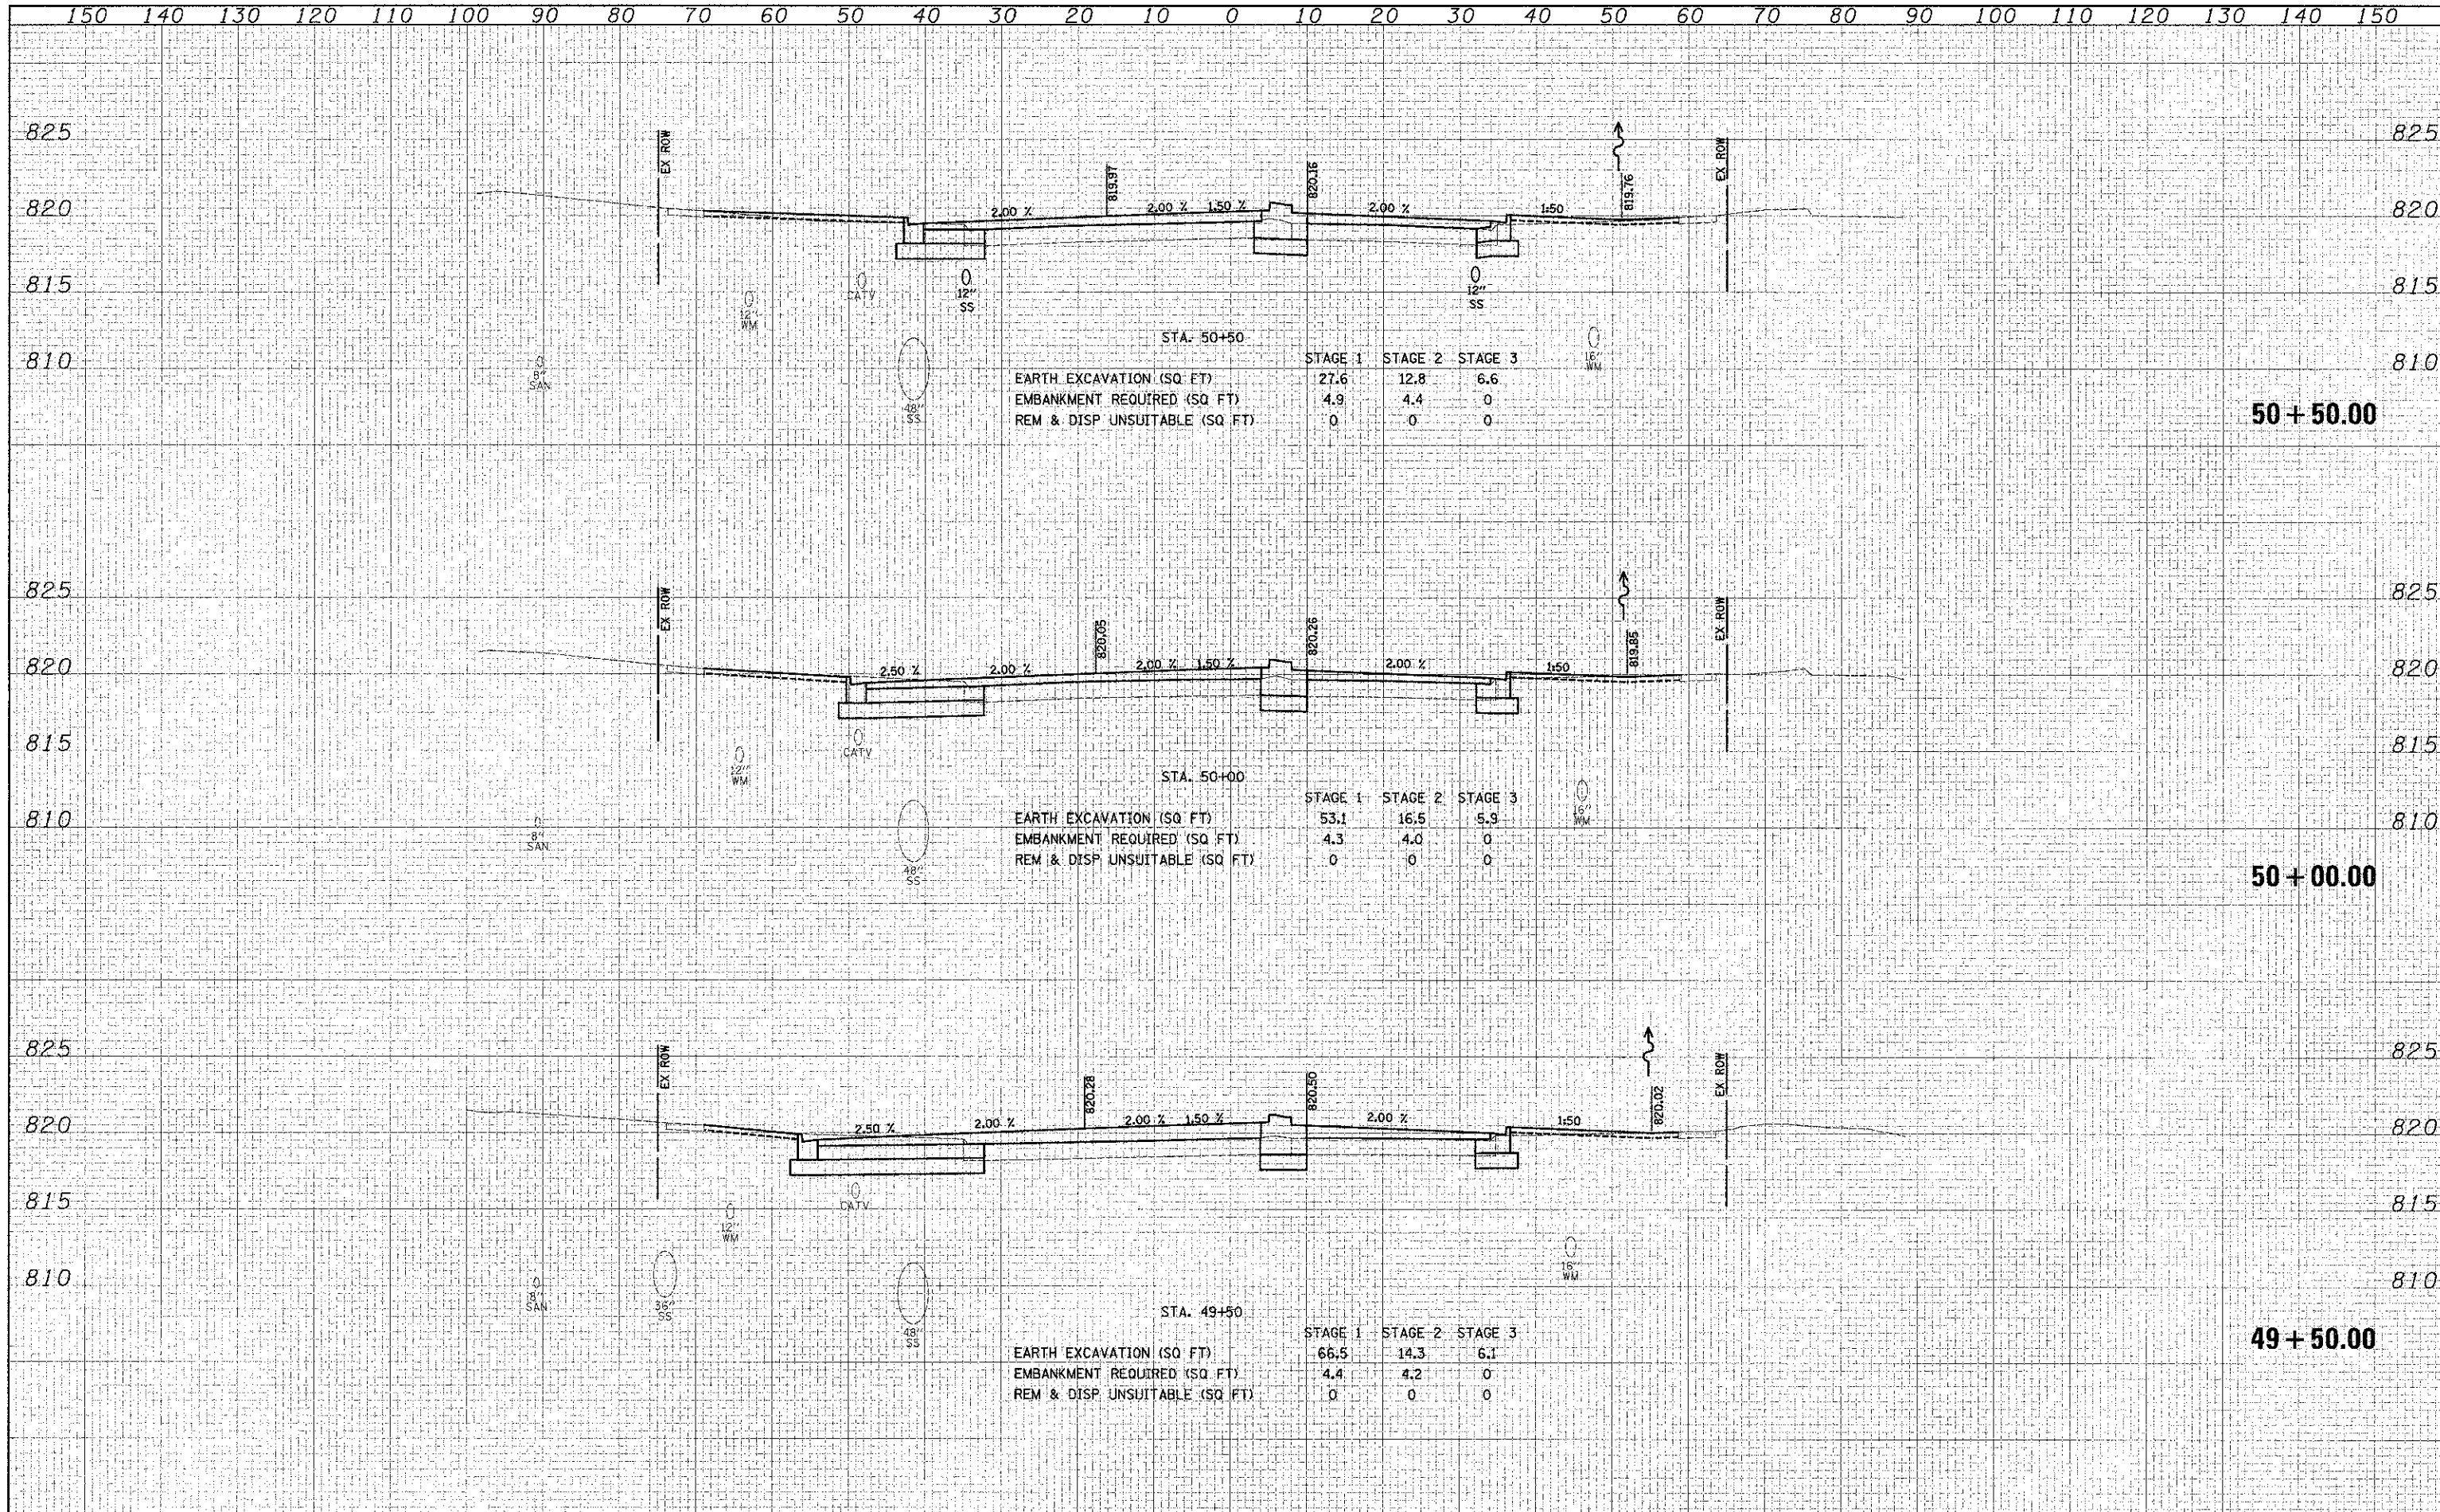 150 140 130 120 110 100 90 80 70 60 50 40 30 20 10 0 10 20 30 40 50 60 70 80 90 100 110 120 130 140 150
825 825
EX ROW 819.97 820.16 819.76 EX ROW
820 820
2.00 % 2.00 % 1.50 % 2.00 % 1:50
815 815
12" WM
CATV
12" SS
12" SS
STA. 50+50
810 810
8" SAN
48" SS
16" WM
STAGE 1 STAGE 2 STAGE 3
EARTH EXCAVATION (SQ FT) 27.6 12.8 6.6
EMBANKMENT REQUIRED (SQ FT) 4.9 4.4 0
REM & DISP UNSUITABLE (SQ FT) 0 0 0
50 + 50.00
825 825
EX ROW 820.05 820.26 819.85 EX ROW
820 820
2.50 % 2.00 % 2.00 % 1.50 % 2.00 % 1:50
815 815
12" WM
CATV
STA. 50+00
810 810
8" SAN
48" SS
16" WM
STAGE 1 STAGE 2 STAGE 3
EARTH EXCAVATION (SQ FT) 53.1 16.5 5.9
EMBANKMENT REQUIRED (SQ FT) 4.3 4.0 0
REM & DISP UNSUITABLE (SQ FT) 0 0 0
50 + 00.00
825 825
EX ROW 820.28 820.50 820.02 EX ROW
820 820
2.50 % 2.00 % 2.00 % 1.50 % 2.00 % 1:50
815 815
12" WM
CATV
810 810
8" SAN
36" SS
48" SS
16" WM
STA. 49+50
STAGE 1 STAGE 2 STAGE 3
EARTH EXCAVATION (SQ FT) 66.5 14.3 6.1
EMBANKMENT REQUIRED (SQ FT) 4.4 4.2 0
REM & DISP UNSUITABLE (SQ FT) 0 0 0
49 + 50.00